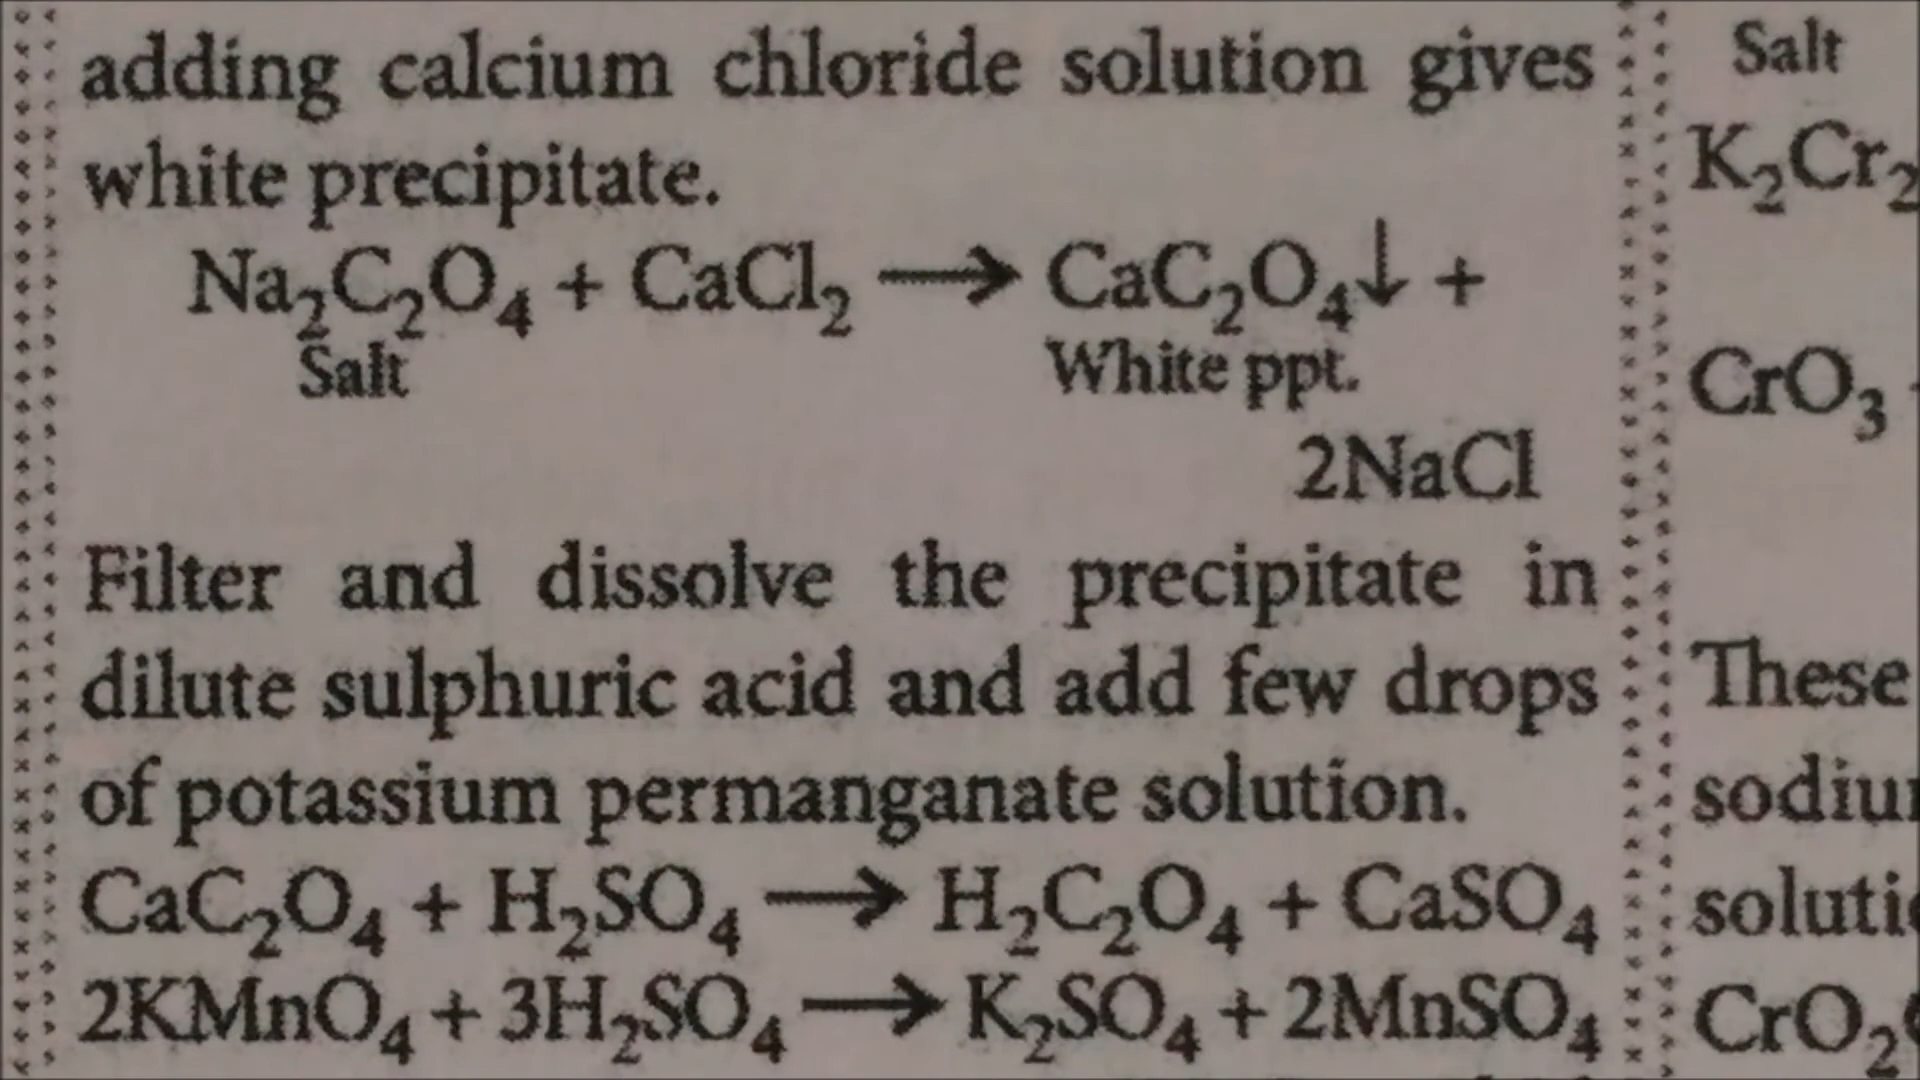 adding calcium chloride solution gives
white precipitate.
Na₂C₂O₄ + CaCl₂ ⟶ CaC₂O₄↓ +
Salt White ppt.
2NaCl
Filter and dissolve the precipitate in
dilute sulphuric acid and add few drops
of potassium permanganate solution.
CaC₂O₄ + H₂SO₄ ⟶ H₂C₂O₄ + CaSO₄
2KMnO₄ + 3H₂SO₄ ⟶ K₂SO₄ + 2MnSO₄
Salt
K₂Cr₂
CrO₃
These
CrO₂